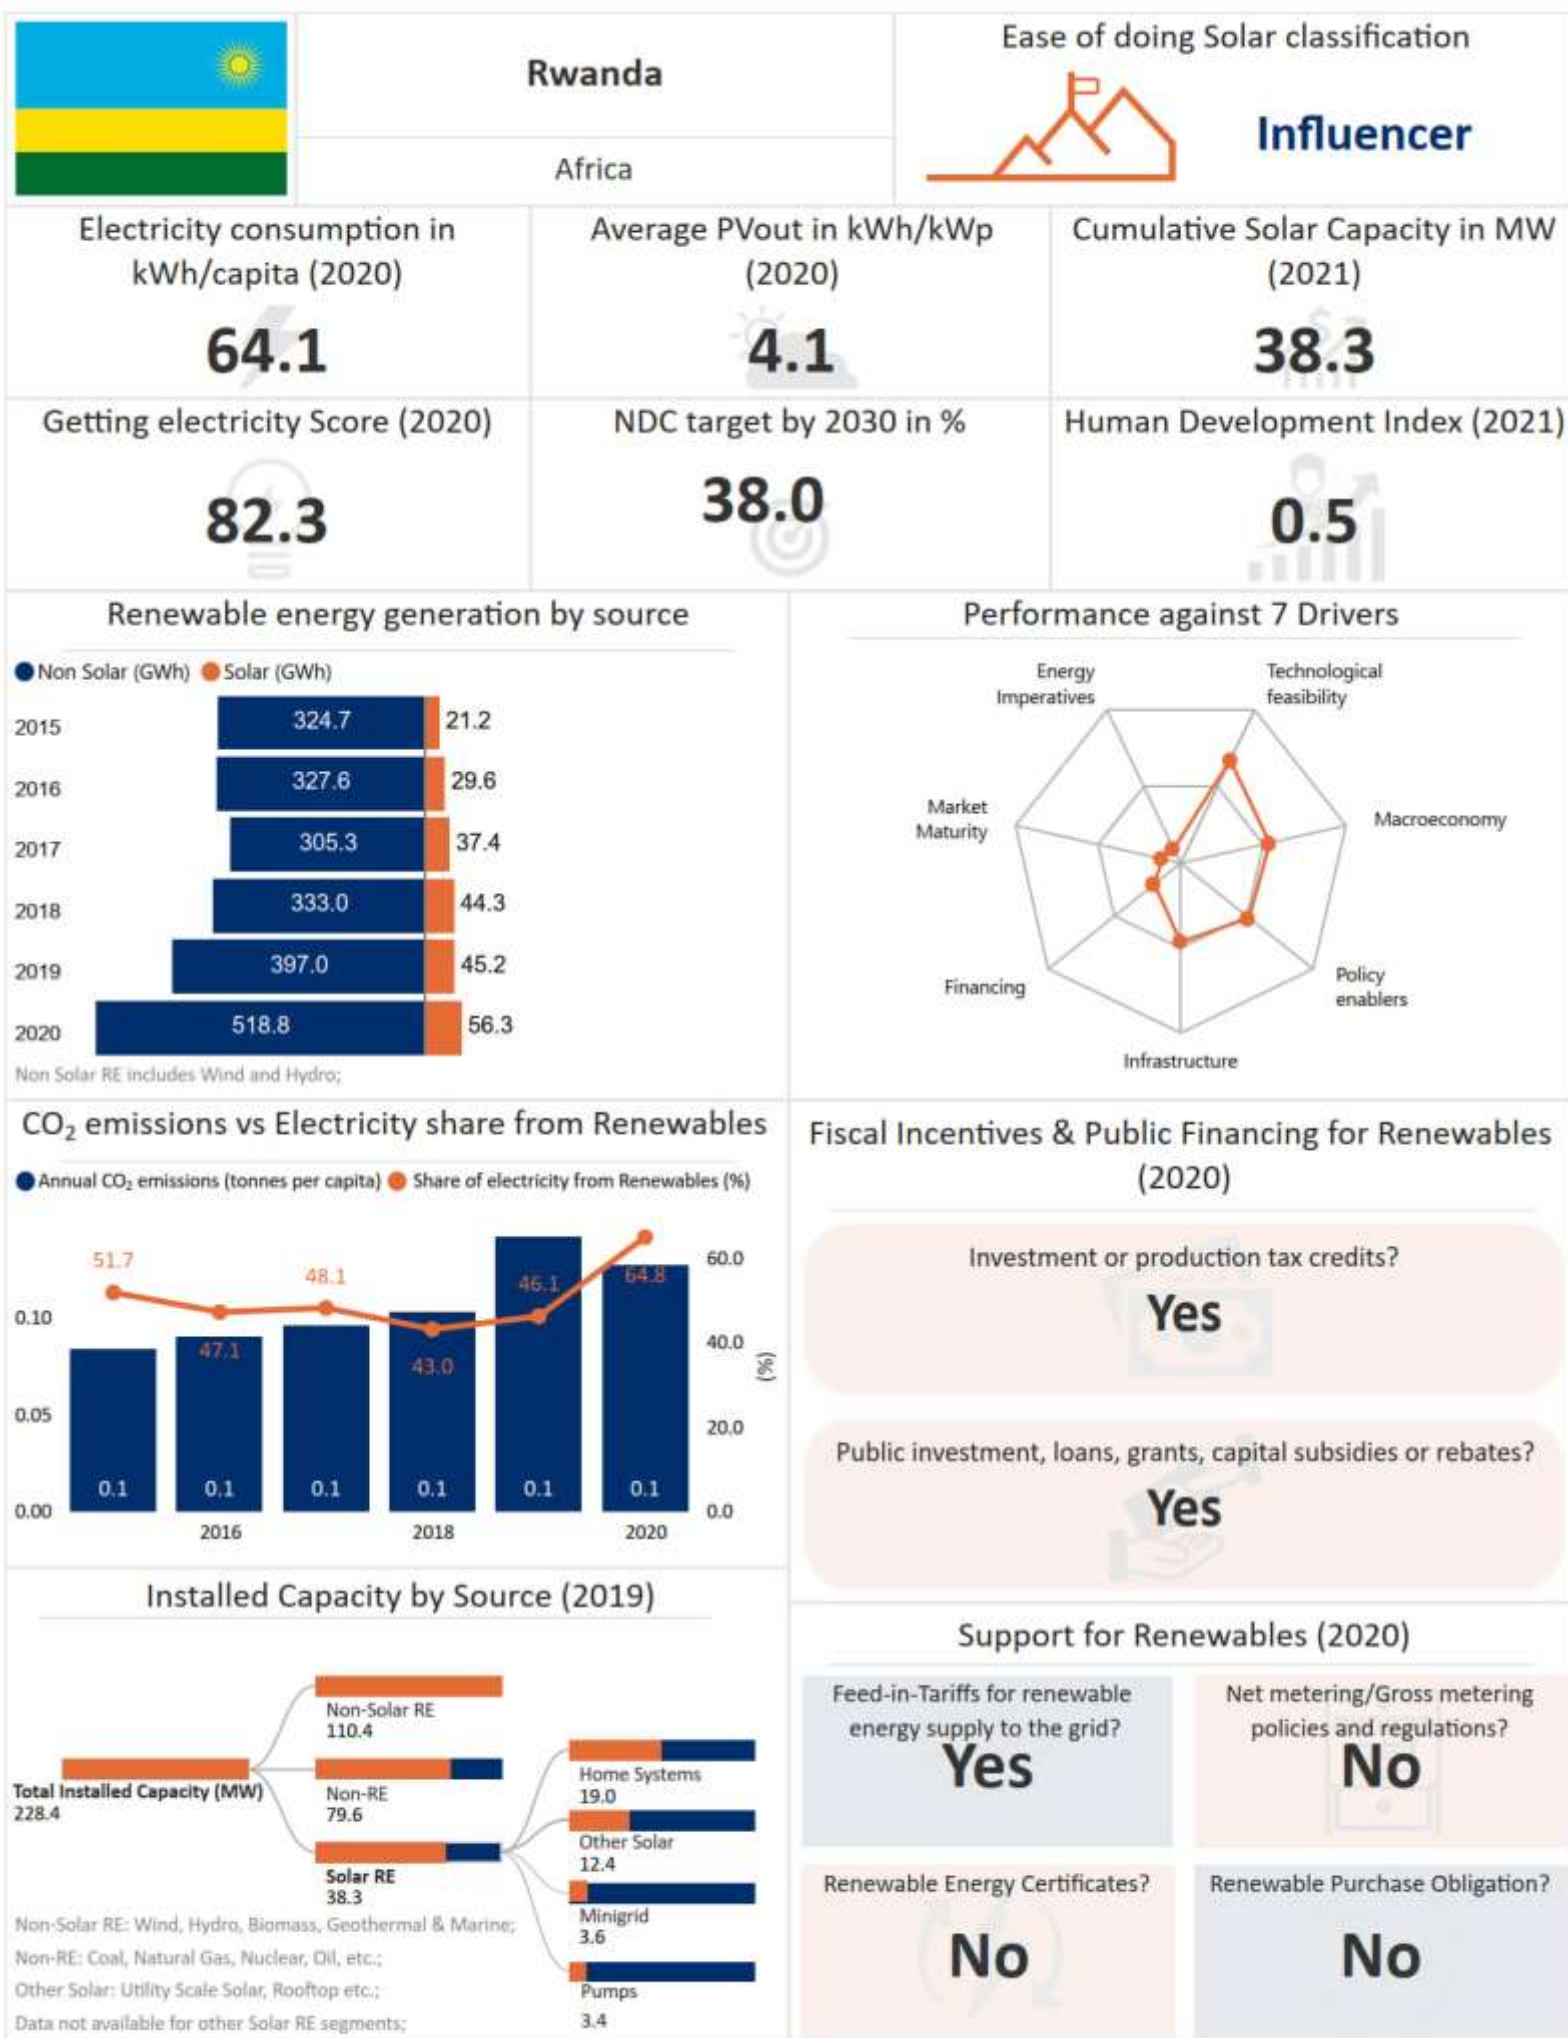 Rwanda
Africa
Ease of doing Solar classification
Influencer
Electricity consumption in
kWh/capita (2020)
64.1
Average PVout in kWh/kWp
(2020)
4.1
Cumulative Solar Capacity in MW
(2021)
38.3
Getting electricity Score (2020)
82.3
NDC target by 2030 in %
38.0
Human Development Index (2021)
0.5
Renewable energy generation by source
Non Solar (GWh) Solar (GWh)
2015 324.7 21.2
2016 327.6 29.6
2017 305.3 37.4
2018 333.0 44.3
2019 397.0 45.2
2020 518.8 56.3
Non Solar RE includes Wind and Hydro;
Performance against 7 Drivers
Energy
Imperatives
Technological
feasibility
Market
Maturity
Macroeconomy
Financing
Policy
enablers
Infrastructure
CO₂ emissions vs Electricity share from Renewables
Annual CO₂ emissions (tonnes per capita) Share of electricity from Renewables (%)
51.7
47.1
48.1
43.0
46.1
64.8
0.10
0.05
0.00
0.1 0.1 0.1 0.1 0.1 0.1
60.0
40.0
20.0
0.0
(%)
2016 2018 2020
Fiscal Incentives & Public Financing for Renewables
(2020)
Investment or production tax credits?
Yes
Public investment, loans, grants, capital subsidies or rebates?
Yes
Installed Capacity by Source (2019)
Total Installed Capacity (MW)
228.4
Non-Solar RE
110.4
Non-RE
79.6
Solar RE
38.3
Home Systems
19.0
Other Solar
12.4
Minigrid
3.6
Pumps
3.4
Non-Solar RE: Wind, Hydro, Biomass, Geothermal & Marine;
Non-RE: Coal, Natural Gas, Nuclear, Oil, etc.;
Other Solar: Utility Scale Solar, Rooftop etc.;
Data not available for other Solar RE segments;
Support for Renewables (2020)
Feed-in-Tariffs for renewable
energy supply to the grid?
Yes
Net metering/Gross metering
policies and regulations?
No
Renewable Energy Certificates?
No
Renewable Purchase Obligation?
No